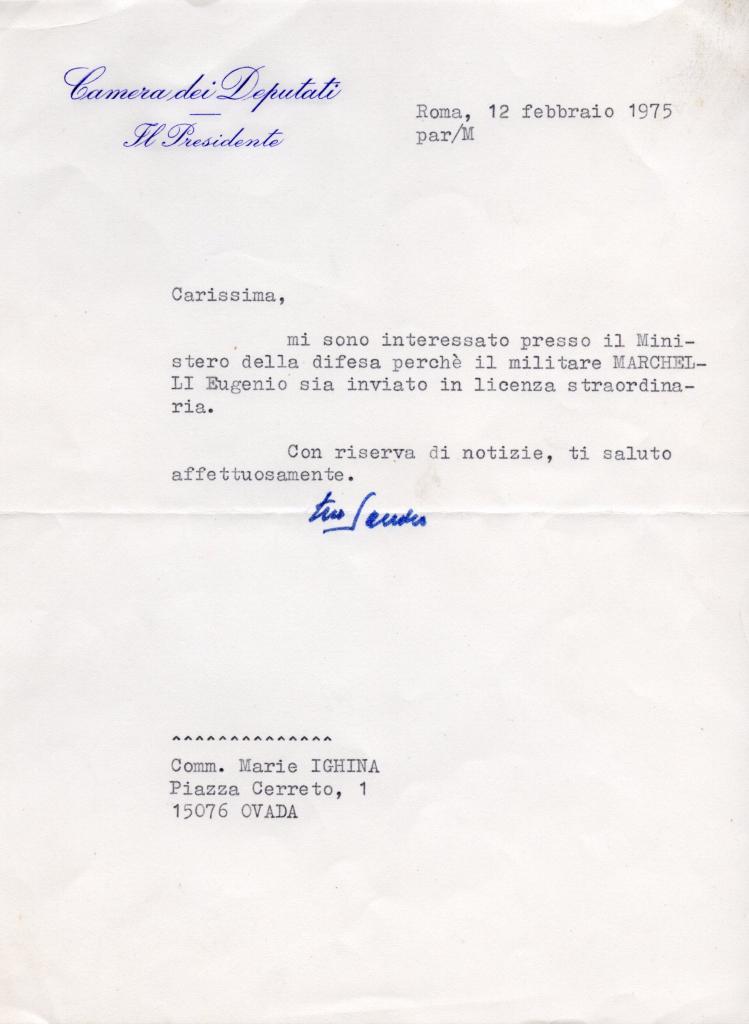 Camera dei Deputati
Il Presidente
Roma, 12 febbraio 1975
par/M
Carissima,
mi sono interessato presso il Mini-
stero della difesa perchè il militare MARCHEL-
LI Eugenio sia inviato in licenza straordina-
ria.
Con riserva di notizie, ti saluto
affettuosamente.
tuo Sandro
^^^^^^^^^^^^^^
Comm. Marie IGHINA
Piazza Cerreto, 1
15076 OVADA